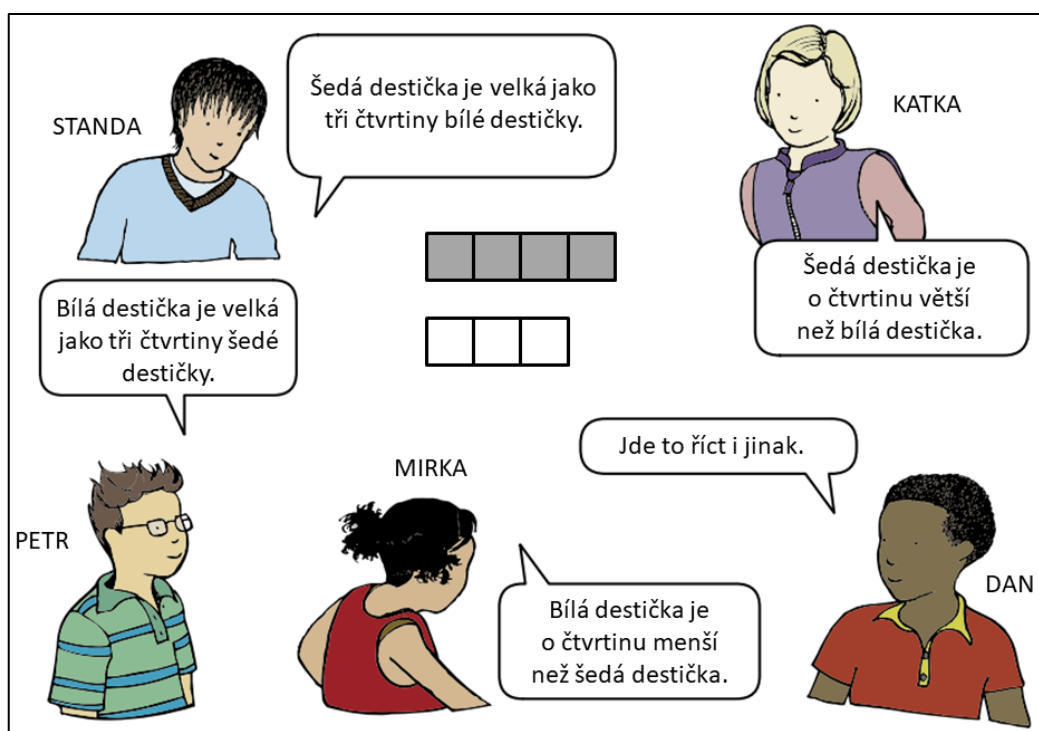 STANDA
Šedá destička je velká jako
tři čtvrtiny bílé destičky.
KATKA
Šedá destička je
o čtvrtinu větší
než bílá destička.
Bílá destička je velká
jako tři čtvrtiny šedé
destičky.
PETR
MIRKA
Jde to říct i jinak.
Bílá destička je
o čtvrtinu menší
než šedá destička.
DAN